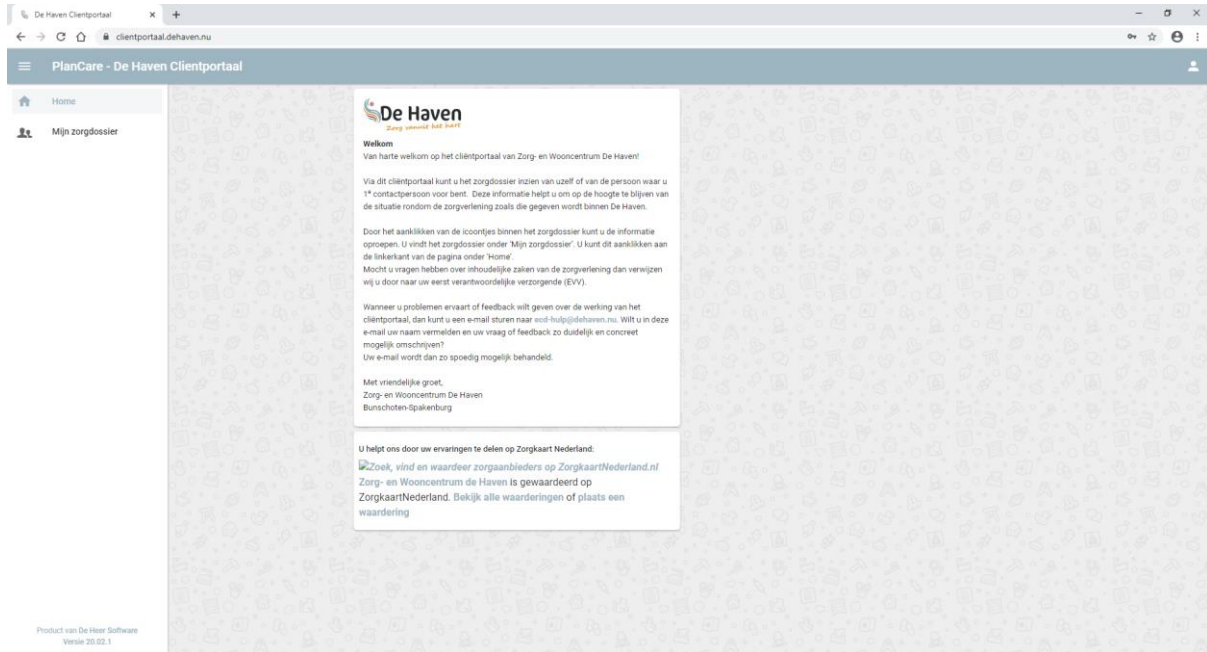 De Haven Clientportaal
clientportaal.dehaven.nu
PlanCare - De Haven Clientportaal
Home
Mijn zorgdossier
De Haven
Zorg vanuit het hart
Welkom
Van harte welkom op het cliëntportaal van Zorg- en Wooncentrum De Haven!
Via dit cliëntportaal kunt u het zorgdossier inzien van uzelf of van de persoon waar u
1ᵉ contactpersoon voor bent. Deze informatie helpt u om op de hoogte te blijven van
de situatie rondom de zorgverlening zoals die gegeven wordt binnen De Haven.
Door het aanklikken van de icoontjes binnen het zorgdossier kunt u de informatie
oproepen. U vindt het zorgdossier onder 'Mijn zorgdossier'. U kunt dit aanklikken aan
de linkerkant van de pagina onder 'Home'.
Mocht u vragen hebben over inhoudelijke zaken van de zorgverlening dan verwijzen
wij u door naar uw eerst verantwoordelijke verzorgende (EVV).
Wanneer u problemen ervaart of feedback wilt geven over de werking van het
cliëntportaal, dan kunt u een e-mail sturen naar ecd-hulp@dehaven.nu. Wilt u in deze
e-mail uw naam vermelden en uw vraag of feedback zo duidelijk en concreet
mogelijk omschrijven?
Uw e-mail wordt dan zo spoedig mogelijk behandeld.
Met vriendelijke groet,
Zorg- en Wooncentrum De Haven
Bunschoten-Spakenburg
U helpt ons door uw ervaringen te delen op Zorgkaart Nederland:
Zoek, vind en waardeer zorgaanbieders op ZorgkaartNederland.nl
Zorg- en Wooncentrum de Haven is gewaardeerd op
ZorgkaartNederland. Bekijk alle waarderingen of plaats een
waardering
Product van De Heer Software
Versie 20.02.1